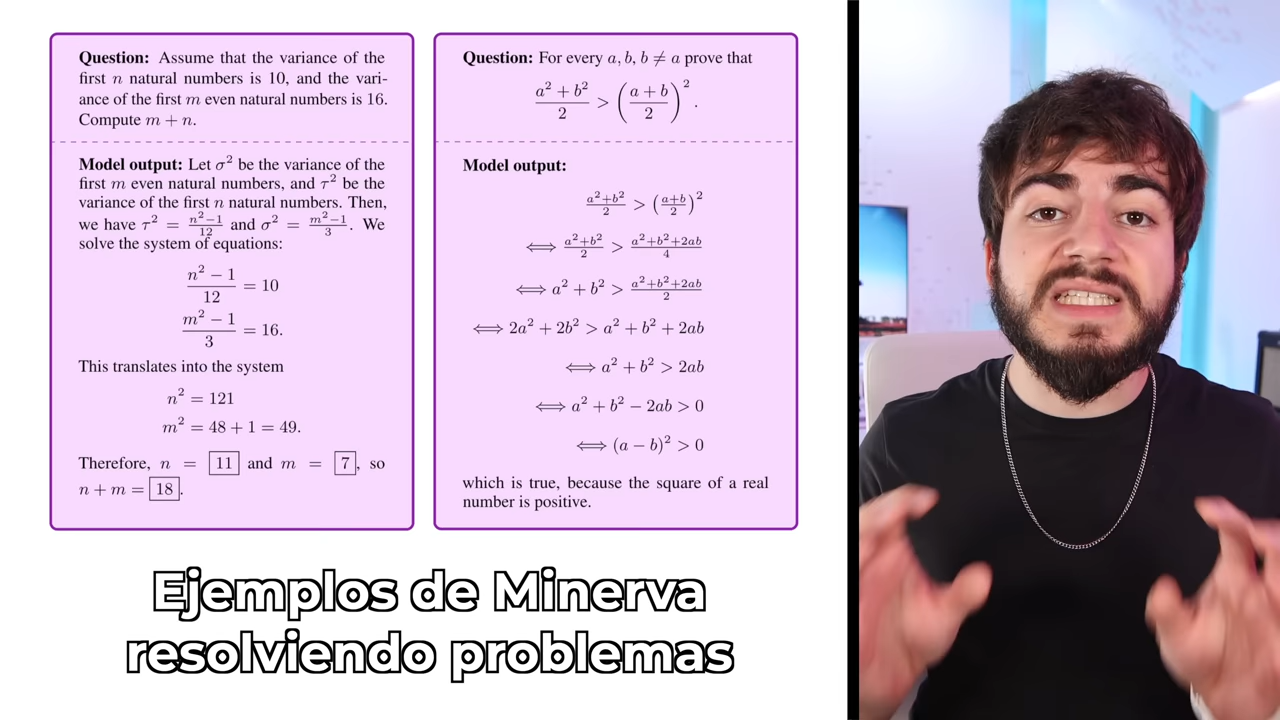 Question: Assume that the variance of the
first n natural numbers is 10, and the vari-
ance of the first m even natural numbers is 16.
Compute m + n.
Model output: Let σ² be the variance of the
first m even natural numbers, and τ² be the
variance of the first n natural numbers. Then,
we have τ² = (n²−1)/12 and σ² = (m²−1)/3. We
solve the system of equations:
(n² − 1)/12 = 10
(m² − 1)/3 = 16.
This translates into the system
n² = 121
m² = 48 + 1 = 49.
Therefore, n = 11 and m = 7, so
n + m = 18.
Question: For every a, b, b ≠ a prove that
(a² + b²)/2 > ((a + b)/2)².
Model output:
(a²+b²)/2 > ((a+b)/2)²
⟺ (a²+b²)/2 > (a²+b²+2ab)/4
⟺ a² + b² > (a²+b²+2ab)/2
⟺ 2a² + 2b² > a² + b² + 2ab
⟺ a² + b² > 2ab
⟺ a² + b² − 2ab > 0
⟺ (a − b)² > 0
which is true, because the square of a real
number is positive.
Ejemplos de Minerva
resolviendo problemas